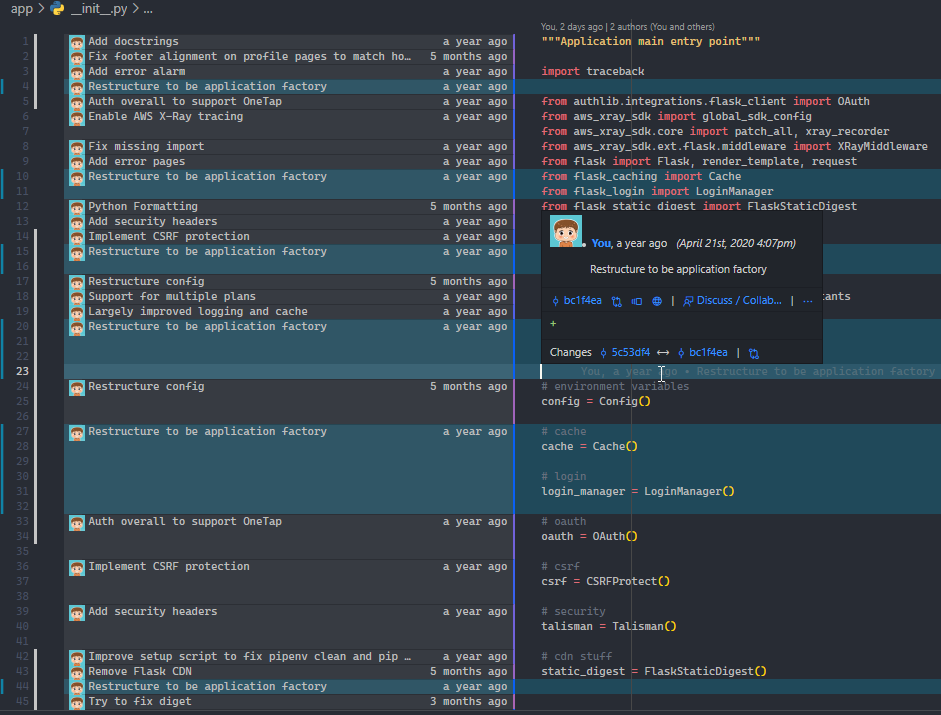 app > __init__.py > ...
You, 2 days ago | 2 authors (You and others)
1 Add docstrings a year ago """Application main entry point"""
2 Fix footer alignment on profile pages to match ho… 5 months ago
3 Add error alarm a year ago import traceback
4 Restructure to be application factory a year ago
5 Auth overall to support OneTap a year ago from authlib.integrations.flask_client import OAuth
6 Enable AWS X-Ray tracing a year ago from aws_xray_sdk import global_sdk_config
7 from aws_xray_sdk.core import patch_all, xray_recorder
8 Fix missing import a year ago from aws_xray_sdk.ext.flask.middleware import XRayMiddleware
9 Add error pages a year ago from flask import Flask, render_template, request
10 Restructure to be application factory a year ago from flask_caching import Cache
11 from flask_login import LoginManager
12 Python Formatting 5 months ago from flask_static_digest import FlaskStaticDigest
13 Add security headers a year ago
14 Implement CSRF protection a year ago
15 Restructure to be application factory a year ago
16
17 Restructure config 5 months ago
18 Support for multiple plans a year ago tants
19 Largely improved logging and cache a year ago
20 Restructure to be application factory a year ago
21
22
You, a year ago (April 21st, 2020 4:07pm)
Restructure to be application factory
bc1f4ea | Discuss / Collab... | ...
+
Changes 5c53df4 ↔ bc1f4ea |
23 You, a year ago • Restructure to be application factory
24 Restructure config 5 months ago # environment variables
25 config = Config()
26
27 Restructure to be application factory a year ago # cache
28 cache = Cache()
29
30 # login
31 login_manager = LoginManager()
32
33 Auth overall to support OneTap a year ago # oauth
34 oauth = OAuth()
35
36 Implement CSRF protection a year ago # csrf
37 csrf = CSRFProtect()
38
39 Add security headers a year ago # security
40 talisman = Talisman()
41
42 Improve setup script to fix pipenv clean and pip … a year ago # cdn stuff
43 Remove Flask CDN 5 months ago static_digest = FlaskStaticDigest()
44 Restructure to be application factory a year ago
45 Try to fix diget 3 months ago